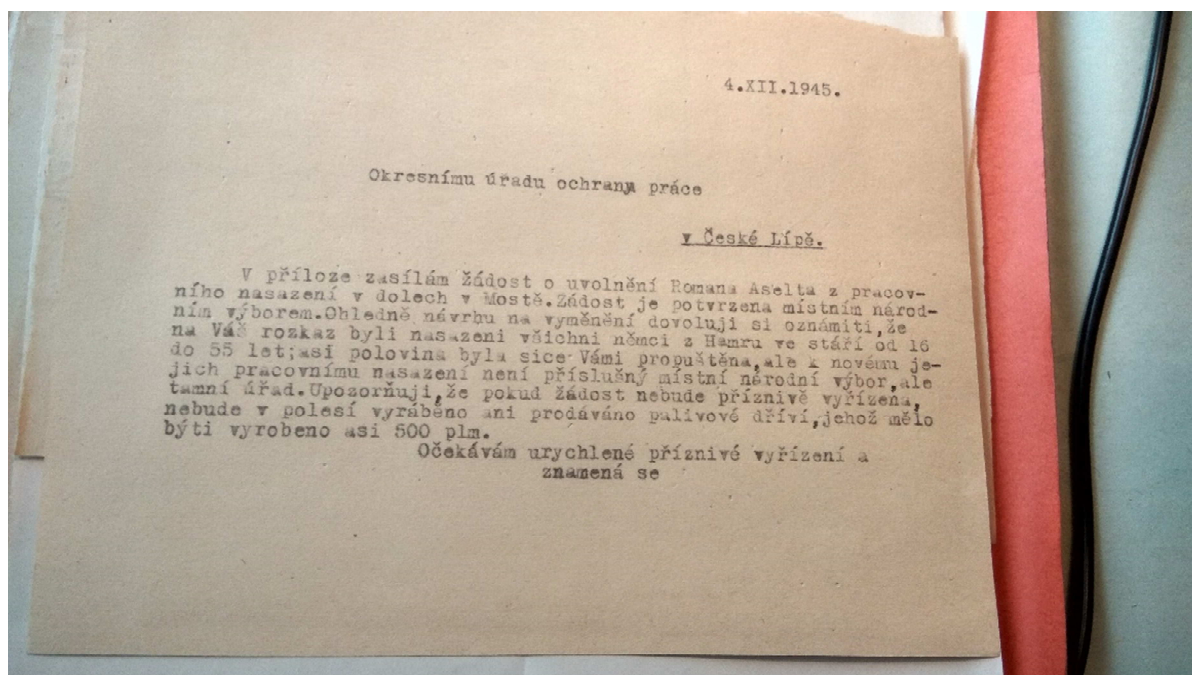 4.XII.1945.
Okresnímu úřadu ochrany práce
v České Lípě.
V příloze zasílám žádost o uvolnění Romana Aselta z pracov-
ního nasazení v dolech v Mostě.Žádost je potvrzena místním národ-
ním výborem.Ohledně návrhu na vyměnění dovoluji si oznámiti,že
na Váš rozkaz byli nasazeni všichni němci z Hamru ve stáří od 16
do 55 let;asi polovina byla sice Vámi propuštěna,ale k novému je-
jich pracovnímu nasazení není příslušný místní národní výbor,ale
tamní úřad.Upozorňuji,že pokud žádost nebude příznivě vyřízena,
nebude v polesí vyráběno ani prodáváno palivové dříví,jehož mělo
býti vyrobeno asi 500 plm.
Očekávám urychlené příznivé vyřízení a
znamená se